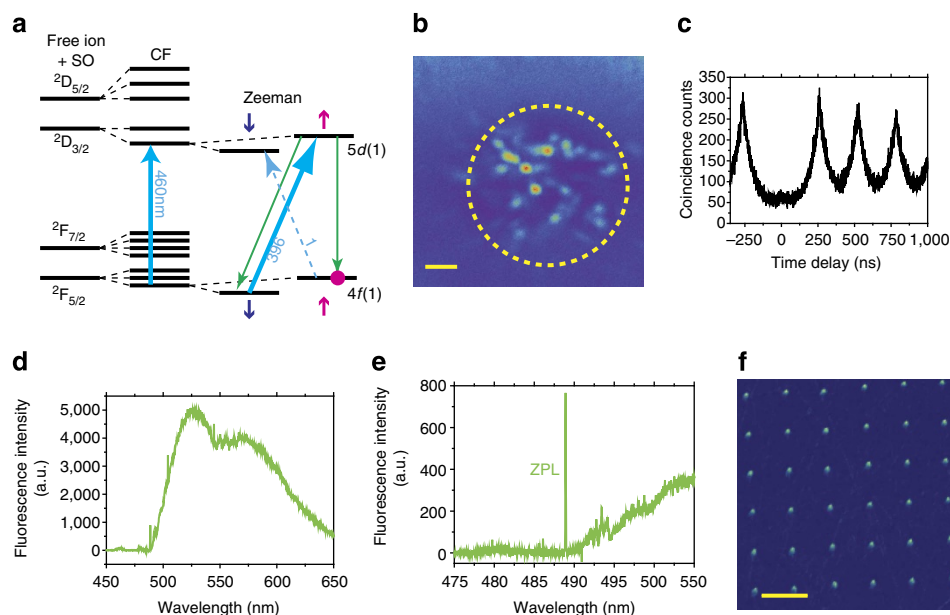 a
Free ion
+ SO
CF
²D₅/₂
²D₃/₂
460nm
²F₇/₂
²F₅/₂
Zeeman
5d(1)
396
1
4f(1)
b
c
Coincidence counts
350
300
250
200
150
100
50
0
−250 0 250 500 750 1,000
Time delay (ns)
d
Fluorescence intensity
(a.u.)
5,000
4,000
3,000
2,000
1,000
0
450 500 550 600 650
Wavelength (nm)
e
Fluorescence intensity
(a.u.)
800
600
400
200
0
ZPL
475 480 485 490 495 500 550
Wavelength (nm)
f